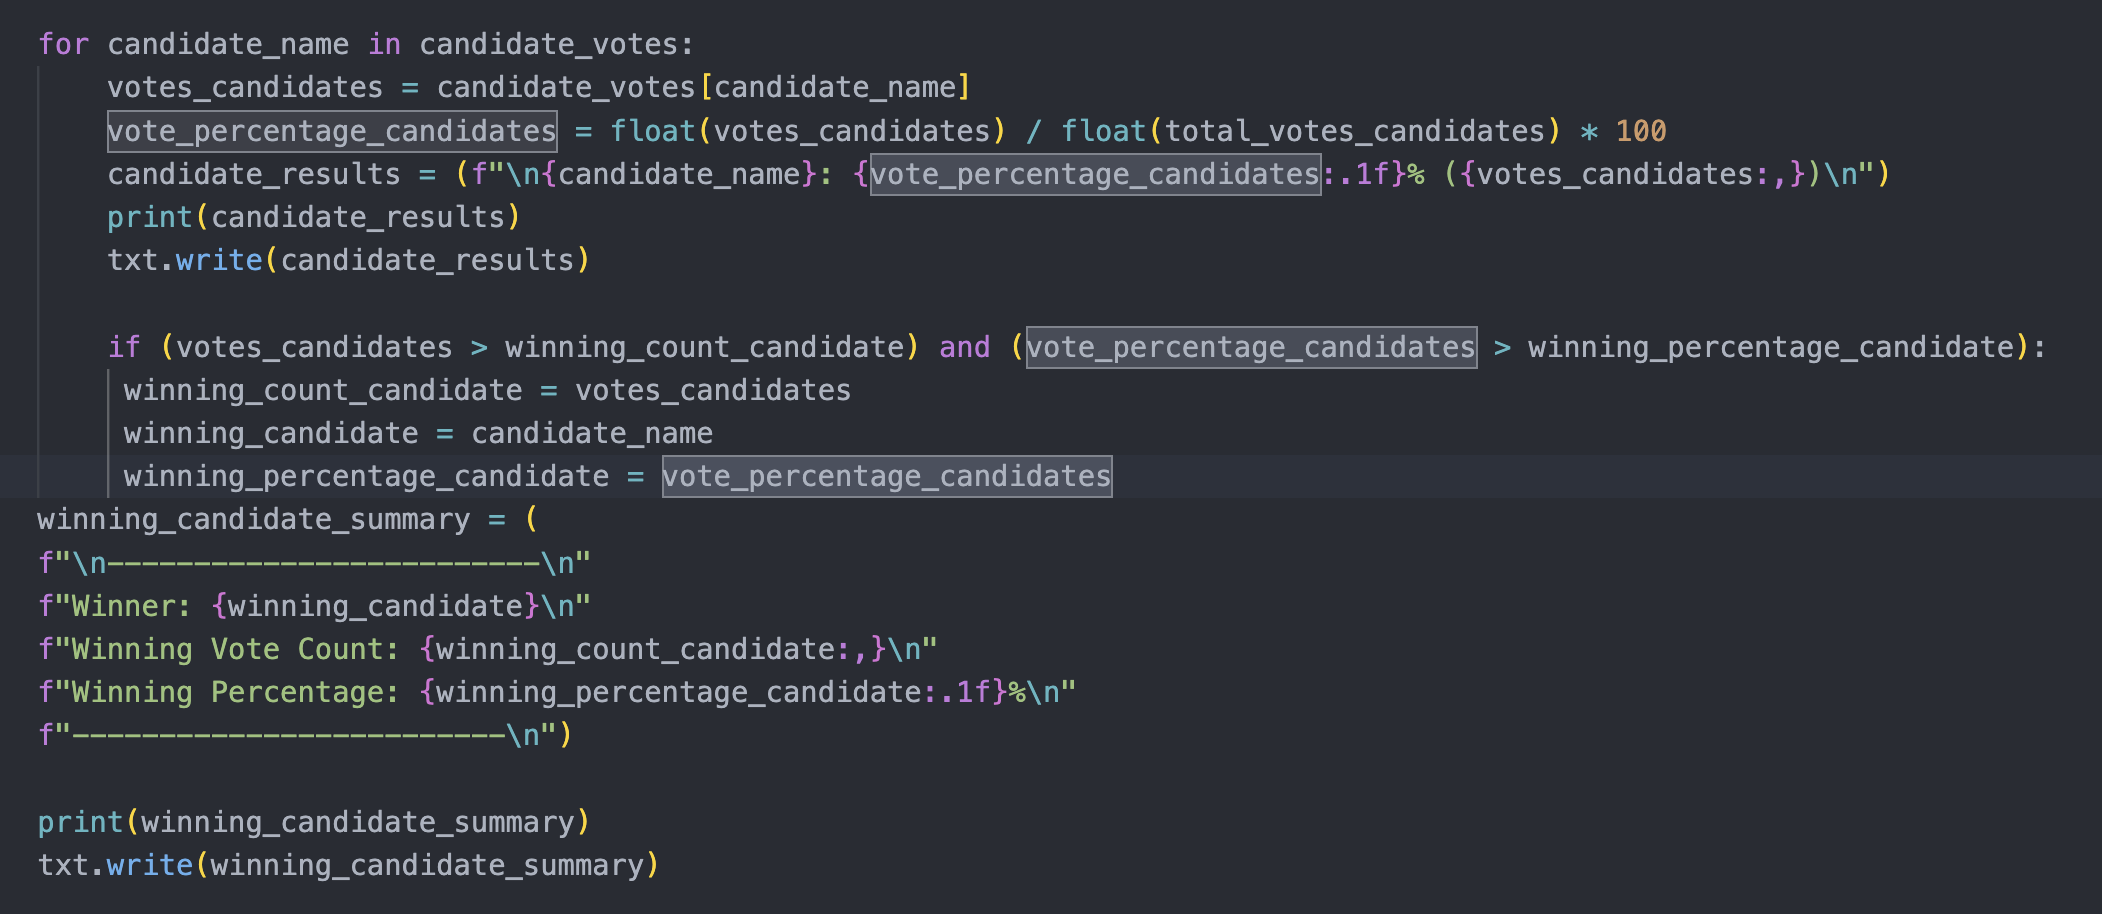 for candidate_name in candidate_votes:
    votes_candidates = candidate_votes[candidate_name]
    vote_percentage_candidates = float(votes_candidates) / float(total_votes_candidates) * 100
    candidate_results = (f"\n{candidate_name}: {vote_percentage_candidates:.1f}% ({votes_candidates:,})\n")
    print(candidate_results)
    txt.write(candidate_results)

    if (votes_candidates > winning_count_candidate) and (vote_percentage_candidates > winning_percentage_candidate):
     winning_count_candidate = votes_candidates
     winning_candidate = candidate_name
     winning_percentage_candidate = vote_percentage_candidates
winning_candidate_summary = (
f"\n-------------------------\n"
f"Winner: {winning_candidate}\n"
f"Winning Vote Count: {winning_count_candidate:,}\n"
f"Winning Percentage: {winning_percentage_candidate:.1f}%\n"
f"-------------------------\n")

print(winning_candidate_summary)
txt.write(winning_candidate_summary)